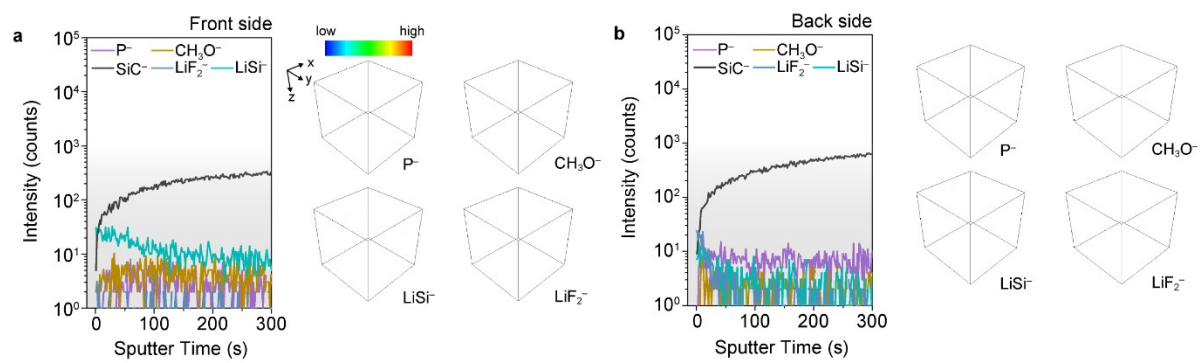 a
Front side
Intensity (counts)
10⁵
10⁴
10³
10²
10¹
10⁰
P⁻ CH₃O⁻
SiC⁻ LiF₂⁻ LiSi⁻
0 100 200 300
Sputter Time (s)
low high
x
y
z
P⁻
CH₃O⁻
LiSi⁻
LiF₂⁻
b
Back side
Intensity (counts)
10⁵
10⁴
10³
10²
10¹
10⁰
P⁻ CH₃O⁻
SiC⁻ LiF₂⁻ LiSi⁻
0 100 200 300
Sputter Time (s)
P⁻
CH₃O⁻
LiSi⁻
LiF₂⁻